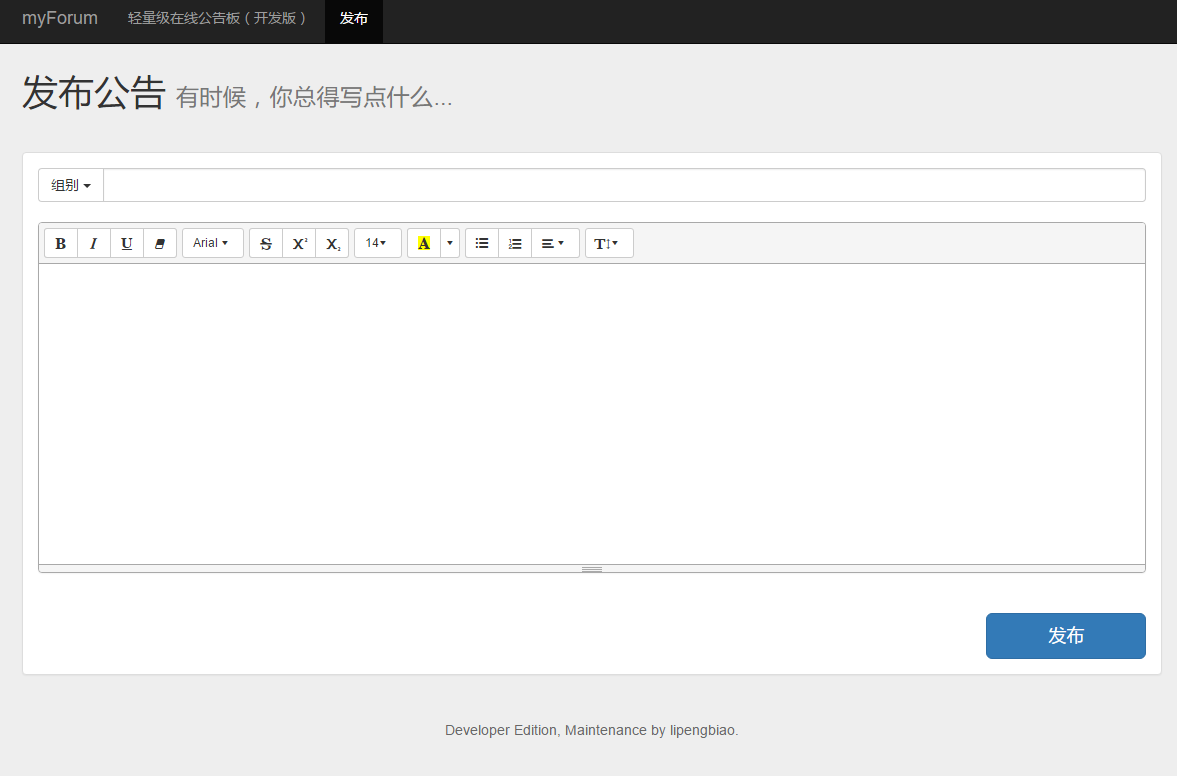 myForum 轻量级在线公告板（开发版） 发布
发布公告 有时候，你总得写点什么...
组别
B I U Arial S X² X₂ 14 A T
发布
Developer Edition, Maintenance by lipengbiao.